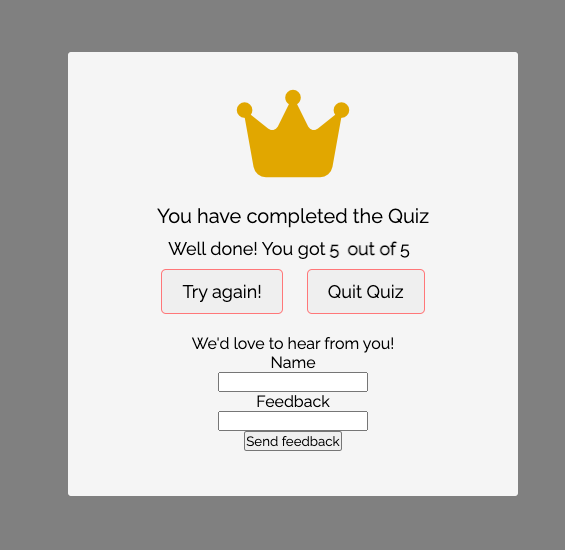 You have completed the Quiz
Well done! You got 5 out of 5
Try again! Quit Quiz
We'd love to hear from you!
Name
Feedback
Send feedback